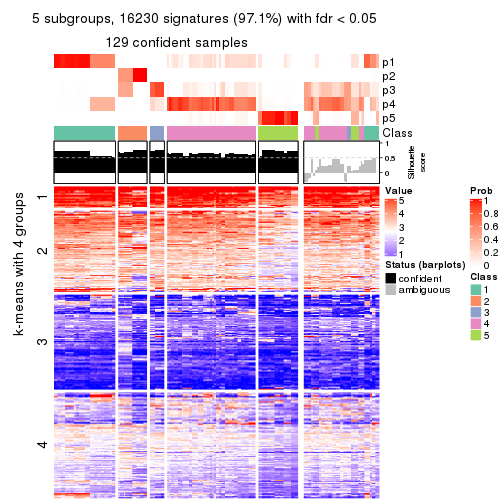 5 subgroups, 16230 signatures (97.1%) with fdr < 0.05
129 confident samples
p1
p2
p3
p4
p5
Class
1
0.5
0
Silhouette
score
k-means with 4 groups
1
2
3
4
Value
5
4
3
2
1
Status (barplots)
confident
ambiguous
Prob
1
0.8
0.6
0.4
0.2
0
Class
1
2
3
4
5